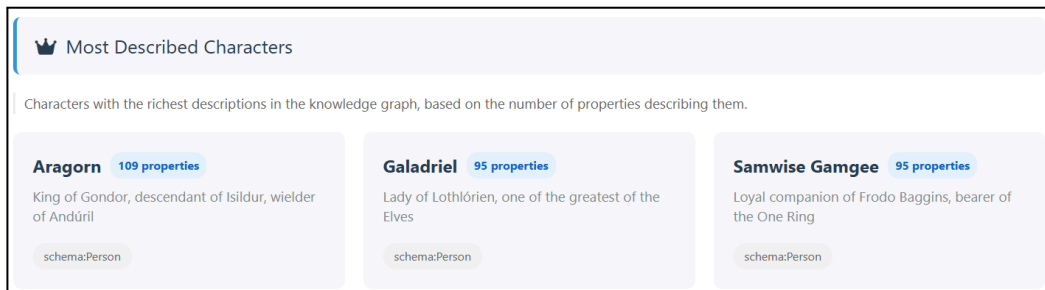 Most Described Characters
Characters with the richest descriptions in the knowledge graph, based on the number of properties describing them.
Aragorn 109 properties
King of Gondor, descendant of Isildur, wielder
of Andúril
schema:Person
Galadriel 95 properties
Lady of Lothlórien, one of the greatest of the
Elves
schema:Person
Samwise Gamgee 95 properties
Loyal companion of Frodo Baggins, bearer of
the One Ring
schema:Person